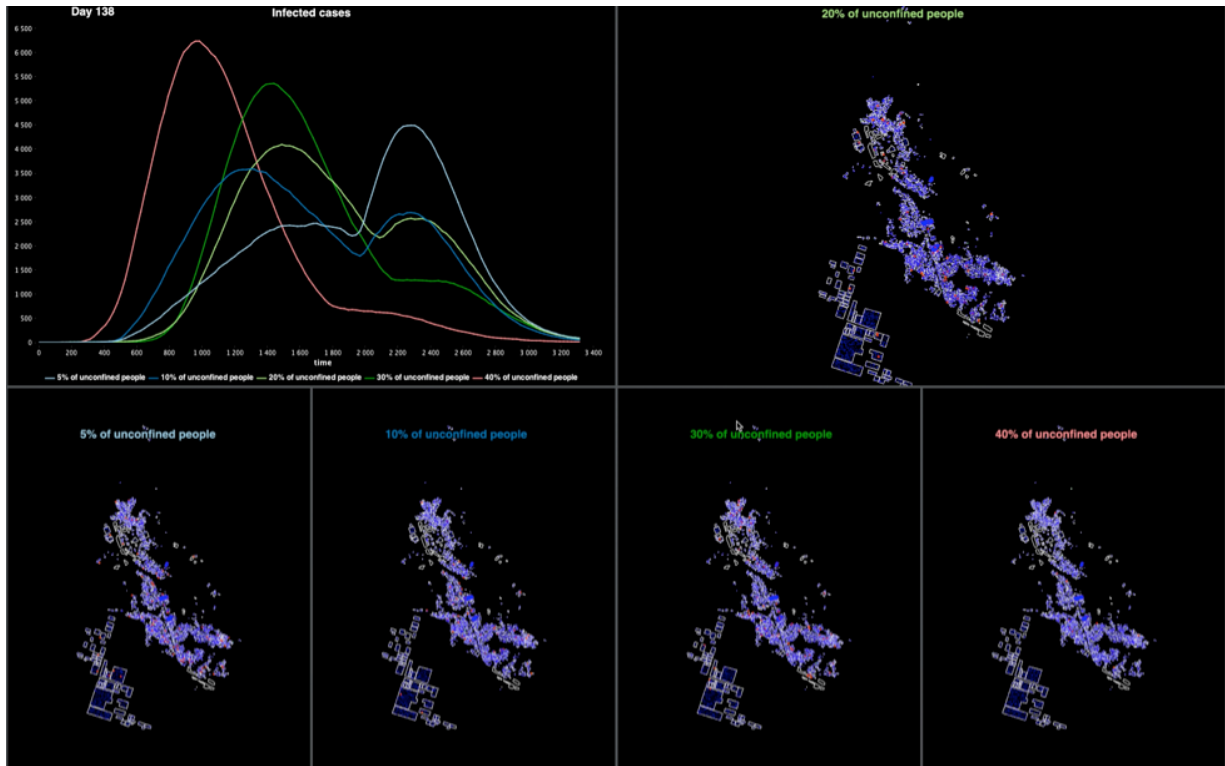 Day 138
Infected cases
6 500
6 000
5 500
5 000
4 500
4 000
3 500
3 000
2 500
2 000
1 500
1 000
500
0
0 200 400 600 800 1 000 1 200 1 400 1 600 1 800 2 000 2 200 2 400 2 600 2 800 3 000 3 200 3 400
time
5% of unconfined people 10% of unconfined people 20% of unconfined people 30% of unconfined people 40% of unconfined people
20% of unconfined people
5% of unconfined people
10% of unconfined people
30% of unconfined people
40% of unconfined people